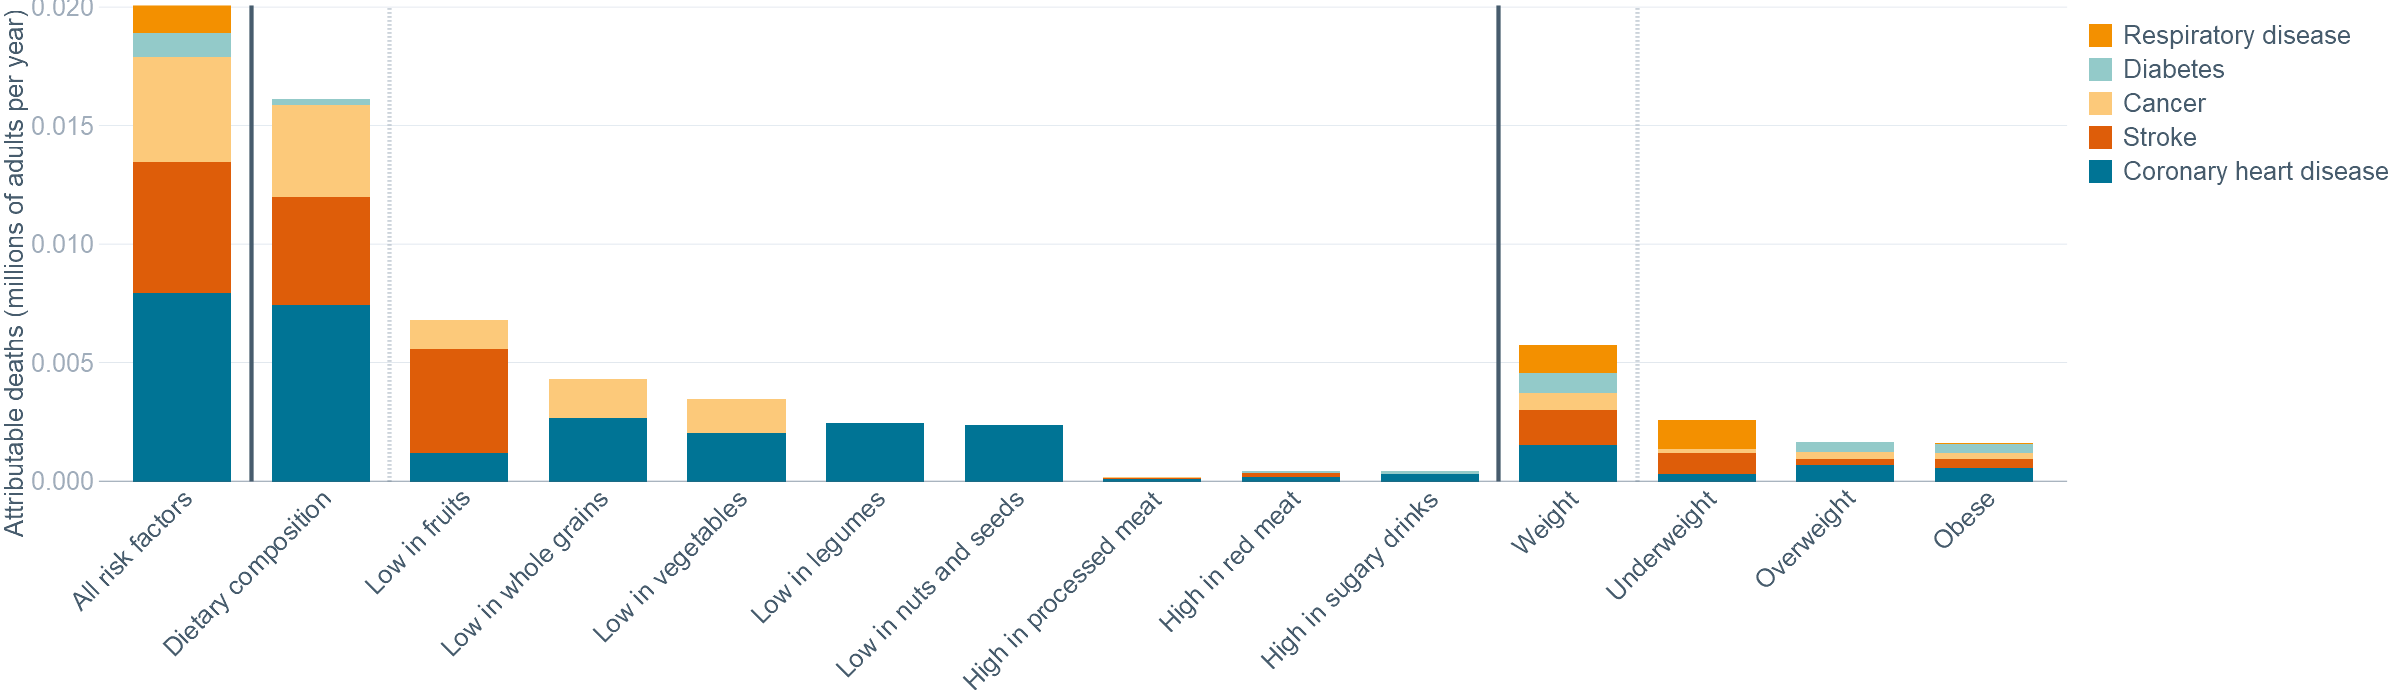 Attributable deaths (millions of adults per year)
0.020
0.015
0.010
0.005
0.000
All risk factors
Dietary composition
Low in fruits
Low in whole grains
Low in vegetables
Low in legumes
Low in nuts and seeds
High in processed meat
High in red meat
High in sugary drinks
Weight
Underweight
Overweight
Obese
Respiratory disease
Diabetes
Cancer
Stroke
Coronary heart disease